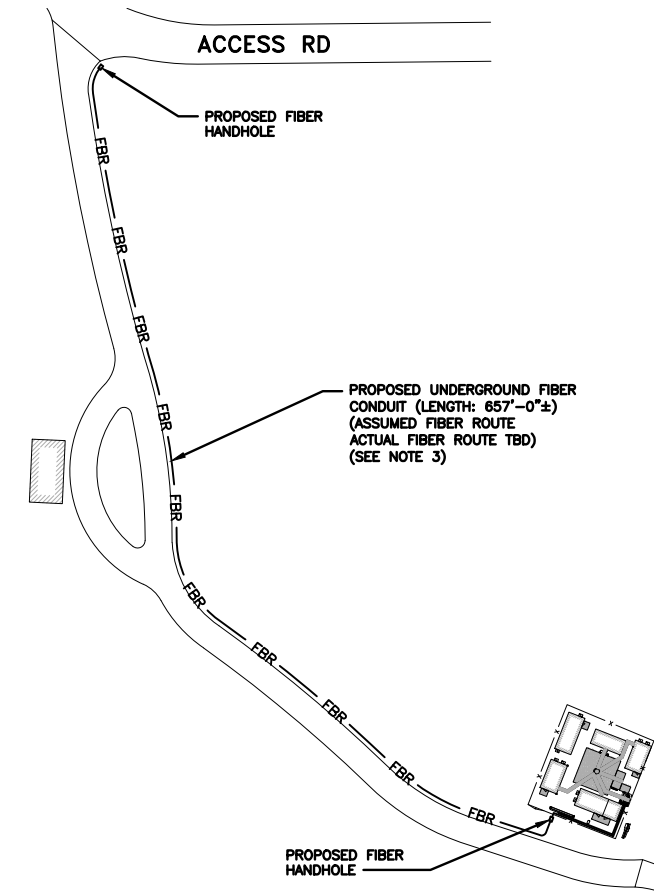 ACCESS RD
PROPOSED FIBER
HANDHOLE
FBR
FBR
FBR
PROPOSED UNDERGROUND FIBER
CONDUIT (LENGTH: 657'-0"±)
(ASSUMED FIBER ROUTE
ACTUAL FIBER ROUTE TBD)
(SEE NOTE 3)
FBR
FBR
FBR
FBR
FBR
FBR
FBR
PROPOSED FIBER
HANDHOLE